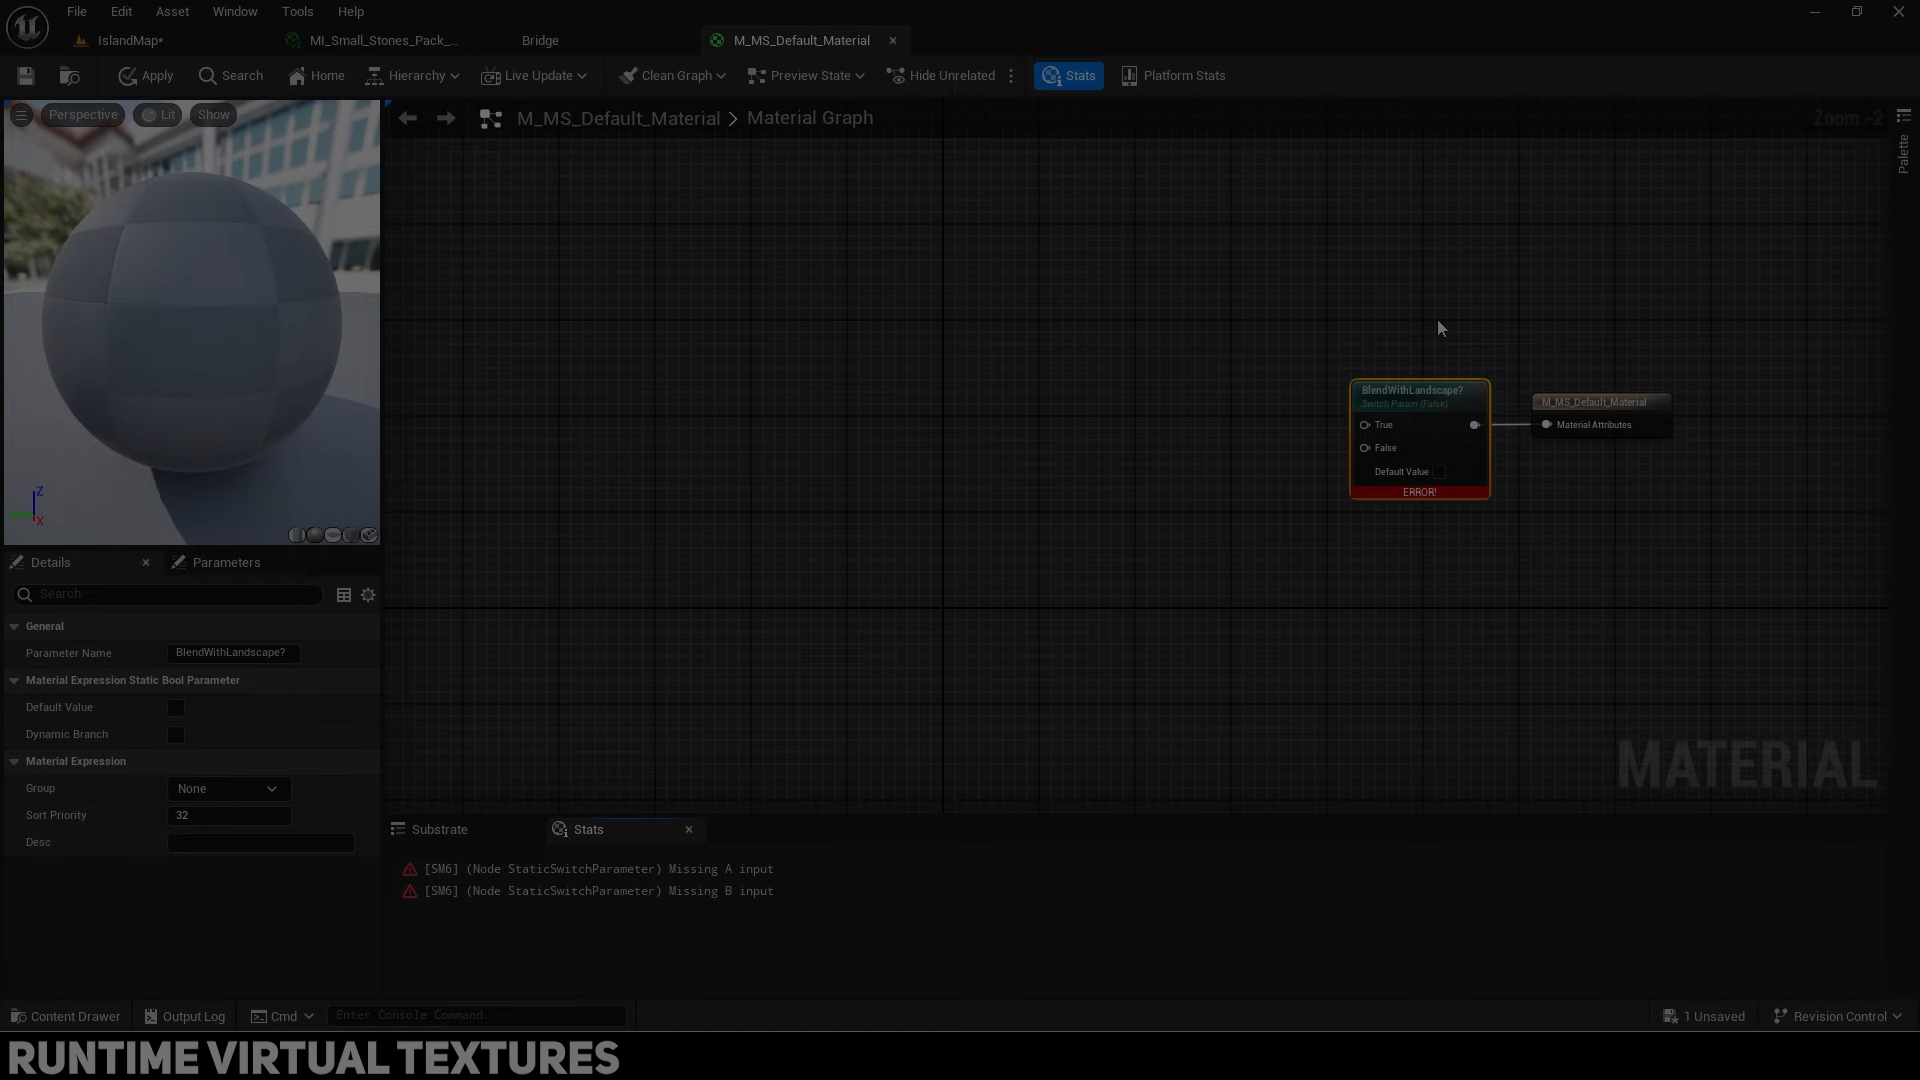 File Edit Asset Window Tools Help
IslandMap*
MI_Small_Stones_Pack_...
Bridge
M_MS_Default_Material
Apply
Search
Home
Hierarchy
Live Update
Clean Graph
Preview State
Hide Unrelated
Stats
Platform Stats
Perspective
Lit
Show
M_MS_Default_Material > Material Graph
Zoom -2
Palette
BlendWithLandscape?
Switch Param (False)
True
False
Default Value
ERROR!
M_MS_Default_Material
Material Attributes
Z
X
Details
Parameters
Search
General
Parameter Name BlendWithLandscape?
Material Expression Static Bool Parameter
Default Value
Dynamic Branch
Material Expression
Group None
Sort Priority 32
Desc
MATERIAL
Substrate
Stats
[SM6] (Node StaticSwitchParameter) Missing A input
[SM6] (Node StaticSwitchParameter) Missing B input
Content Drawer
Output Log
Cmd
Enter Console Command
1 Unsaved
Revision Control
RUNTIME VIRTUAL TEXTURES